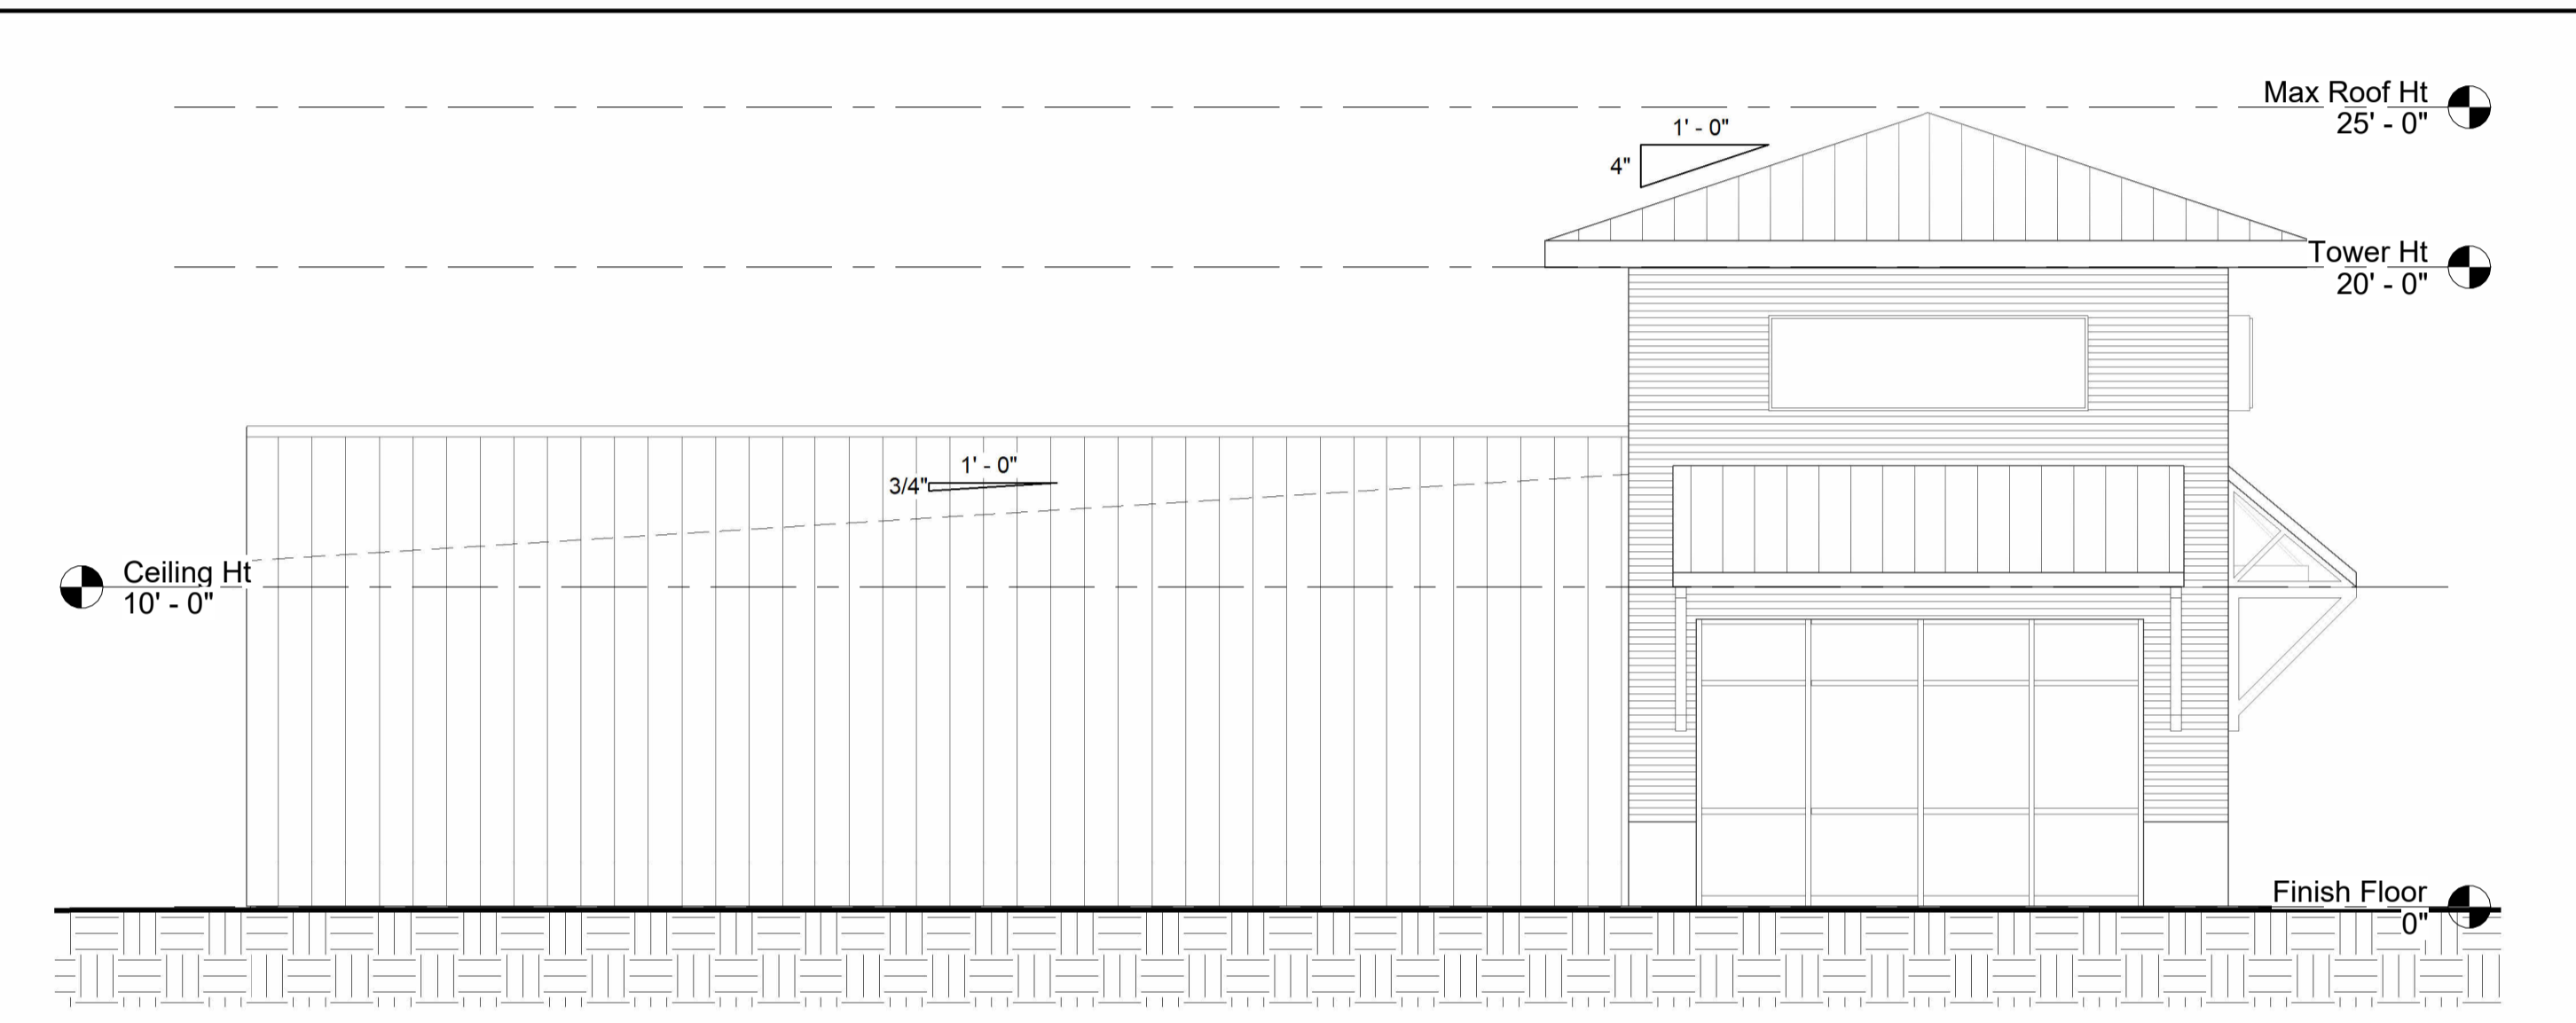 Max Roof Ht
25' - 0"
1' - 0"
4"
Tower Ht
20' - 0"
1' - 0"
3/4"
Ceiling Ht
10' - 0"
Finish Floor
0"